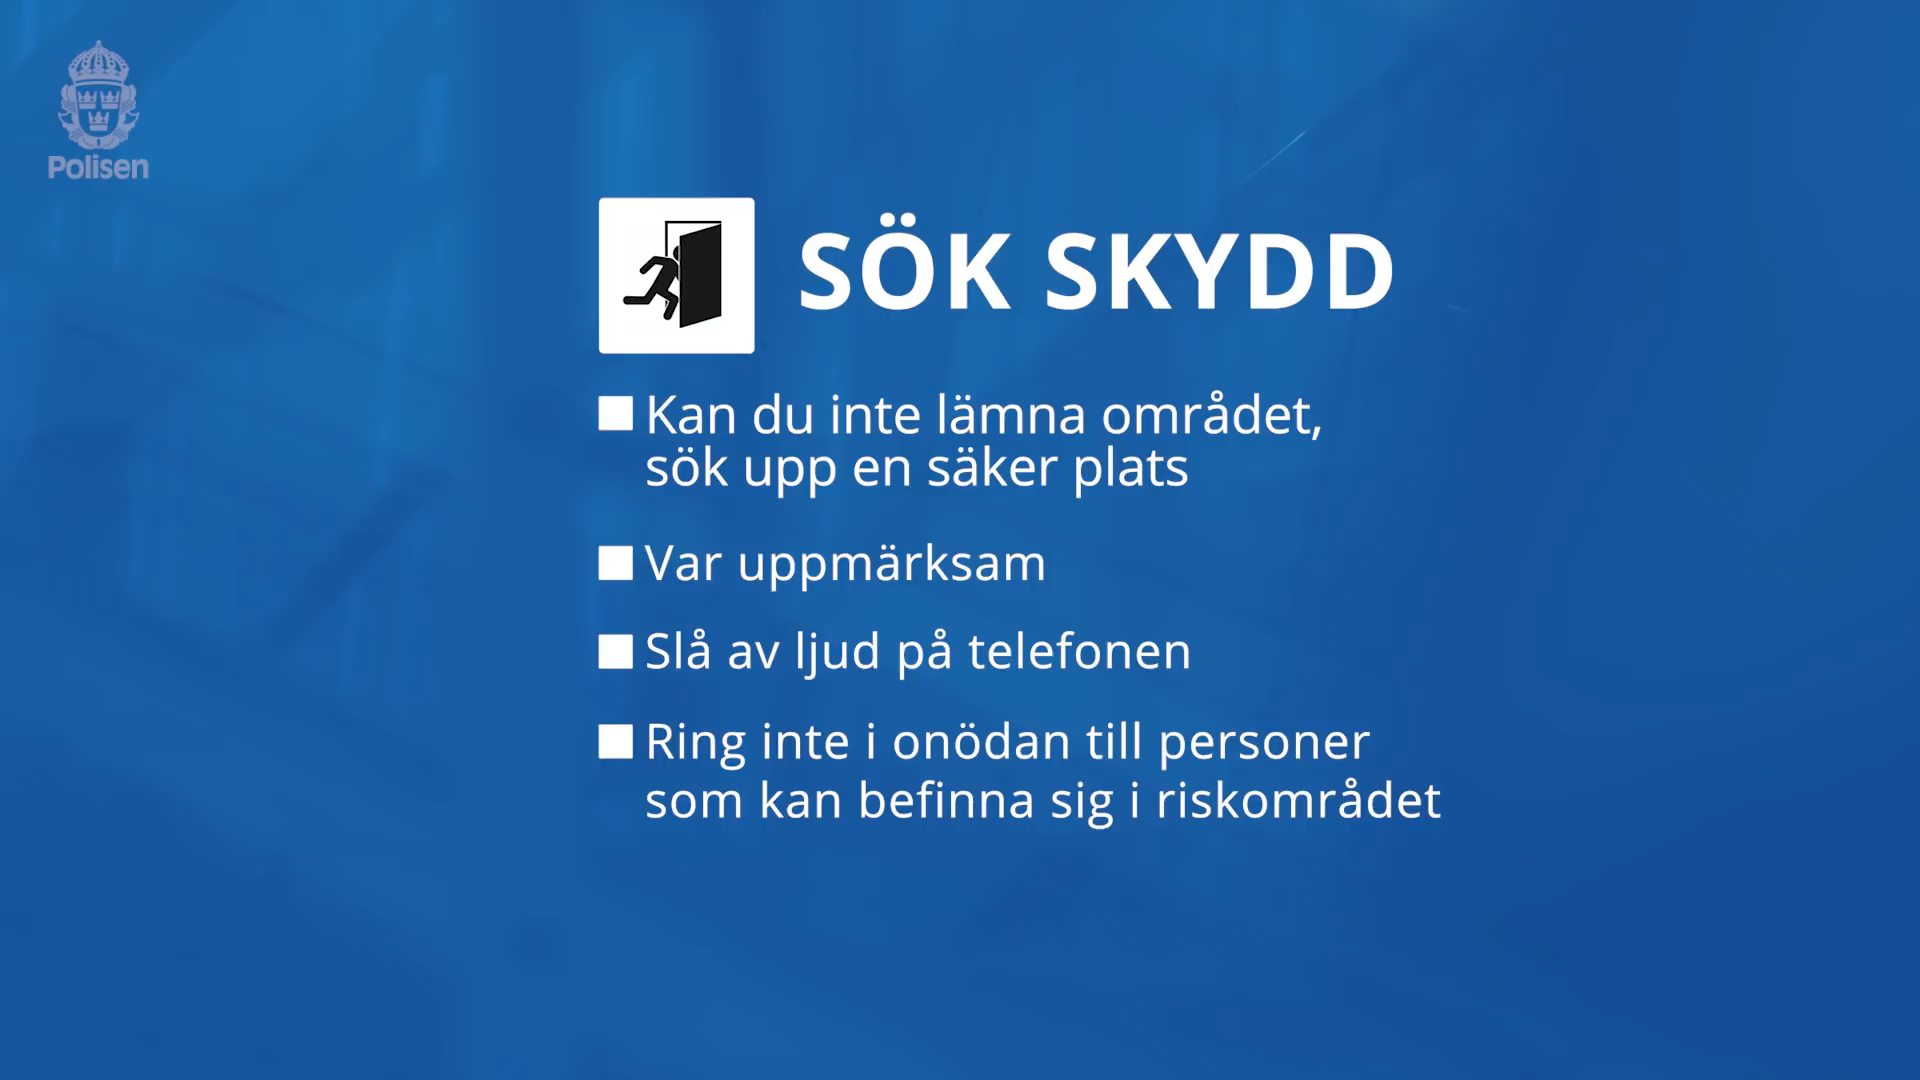 Polisen
SÖK SKYDD
Kan du inte lämna området,
sök upp en säker plats
Var uppmärksam
Slå av ljud på telefonen
Ring inte i onödan till personer
som kan befinna sig i riskområdet